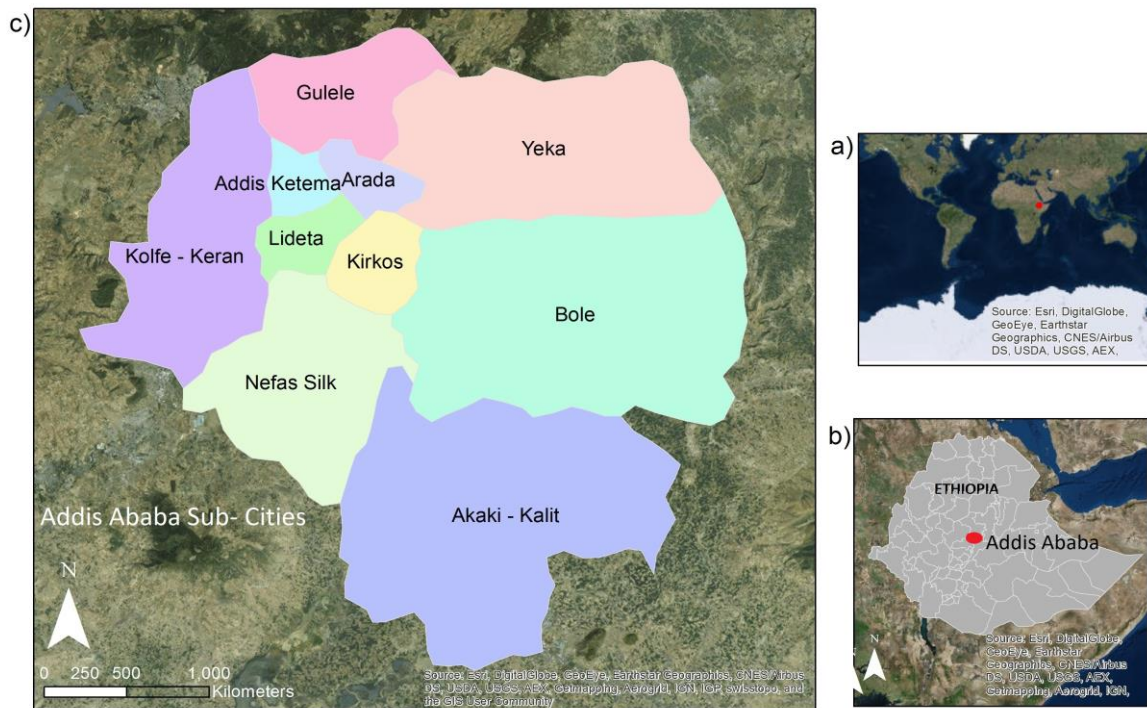 c)
Gulele
Yeka
Addis Ketema
Arada
Lideta
Kolfe - Keran
Kirkos
Bole
Nefas Silk
Akaki - Kalit
Addis Ababa Sub- Cities
N
0 250 500 1,000
Kilometers
Source: Esri, DigitalGlobe, GeoEye, Earthstar Geographics, CNES/Airbus
DS, USDA, USGS, AEX, Getmapping, Aerogrid, IGN, IGP, swisstopo, and
the GIS User Community
a)
Source: Esri, DigitalGlobe,
GeoEye, Earthstar
Geographics, CNES/Airbus
DS, USDA, USGS, AEX,
b)
ETHIOPIA
Addis Ababa
N
Source: Esri, DigitalGlobe,
GeoEye, Earthstar
Geographics, CNES/Airbus
DS, USDA, USGS, AEX,
Getmapping, Aerogrid, IGN,